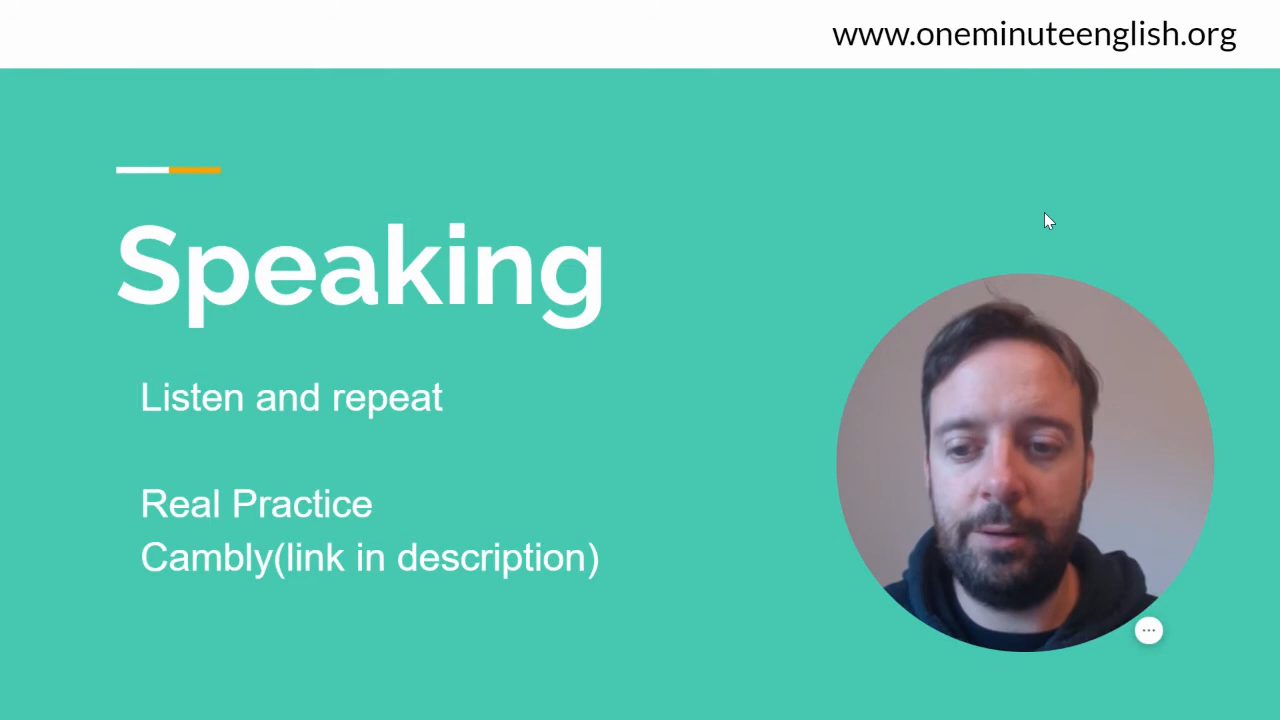 www.oneminuteenglish.org
Speaking
Listen and repeat
Real Practice
Cambly(link in description)